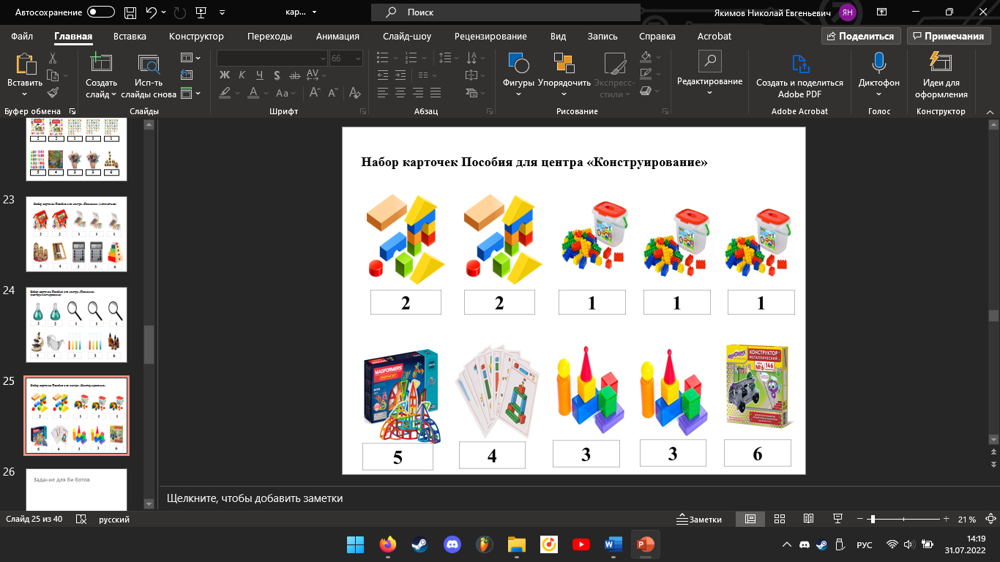 Автосохранение
кар...
Поиск
Якимов Николай Евгеньевич
ЯН
Файл Главная Вставка Конструктор Переходы Анимация Слайд-шоу Рецензирование Вид Запись Справка Acrobat
Поделиться
Примечания
Вставить
Создать слайд
Исп-ть слайды снова
66
Ж К Ч S ab AV
A Aa A A A
Фигуры
Упорядочить
Экспресс-стили
Редактирование
Создать и поделиться Adobe PDF
Диктофон
Идеи для оформления
Буфер обмена
Слайды
Шрифт
Абзац
Рисование
Adobe Acrobat
Голос
Конструктор
23
24
25
26
Задание для би ботов
Набор карточек Пособия для центра «Конструирование»
2 2 1 1 1
MAGFORMERS
КОНСТРУКТОР
МЕТАЛЛИЧЕСКИЙ
№6 146
5 4 3 3 6
Щелкните, чтобы добавить заметки
Слайд 25 из 40
русский
Заметки
21 %
РУС
14:19
31.07.2022